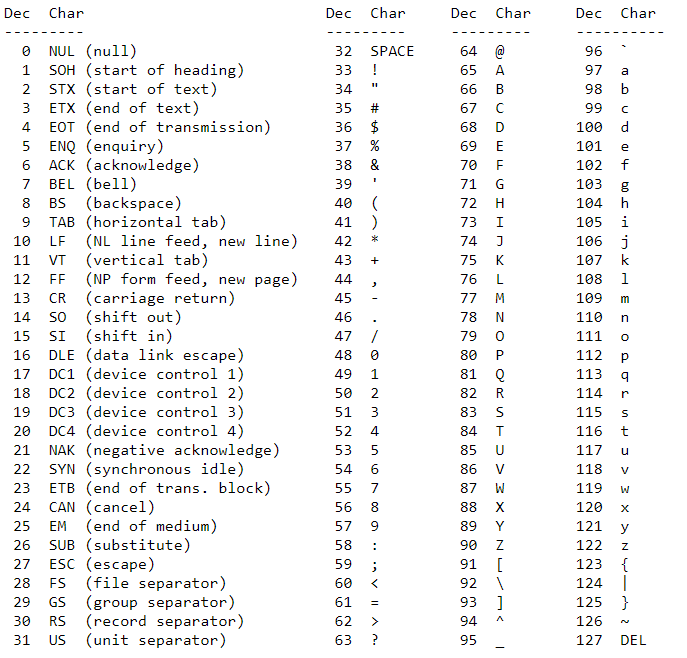 Dec  Char                           Dec  Char     Dec  Char     Dec  Char
---------                           ---------     ---------     ----------
  0  NUL (null)                      32  SPACE     64  @         96  `
  1  SOH (start of heading)          33  !         65  A         97  a
  2  STX (start of text)             34  "         66  B         98  b
  3  ETX (end of text)               35  #         67  C         99  c
  4  EOT (end of transmission)       36  $         68  D        100  d
  5  ENQ (enquiry)                   37  %         69  E        101  e
  6  ACK (acknowledge)               38  &         70  F        102  f
  7  BEL (bell)                      39  '         71  G        103  g
  8  BS  (backspace)                 40  (         72  H        104  h
  9  TAB (horizontal tab)            41  )         73  I        105  i
 10  LF  (NL line feed, new line)    42  *         74  J        106  j
 11  VT  (vertical tab)              43  +         75  K        107  k
 12  FF  (NP form feed, new page)    44  ,         76  L        108  l
 13  CR  (carriage return)           45  -         77  M        109  m
 14  SO  (shift out)                 46  .         78  N        110  n
 15  SI  (shift in)                  47  /         79  O        111  o
 16  DLE (data link escape)          48  0         80  P        112  p
 17  DC1 (device control 1)          49  1         81  Q        113  q
 18  DC2 (device control 2)          50  2         82  R        114  r
 19  DC3 (device control 3)          51  3         83  S        115  s
 20  DC4 (device control 4)          52  4         84  T        116  t
 21  NAK (negative acknowledge)      53  5         85  U        117  u
 22  SYN (synchronous idle)          54  6         86  V        118  v
 23  ETB (end of trans. block)       55  7         87  W        119  w
 24  CAN (cancel)                    56  8         88  X        120  x
 25  EM  (end of medium)             57  9         89  Y        121  y
 26  SUB (substitute)                58  :         90  Z        122  z
 27  ESC (escape)                    59  ;         91  [        123  {
 28  FS  (file separator)            60  <         92  \        124  |
 29  GS  (group separator)           61  =         93  ]        125  }
 30  RS  (record separator)          62  >         94  ^        126  ~
 31  US  (unit separator)            63  ?         95  _        127  DEL